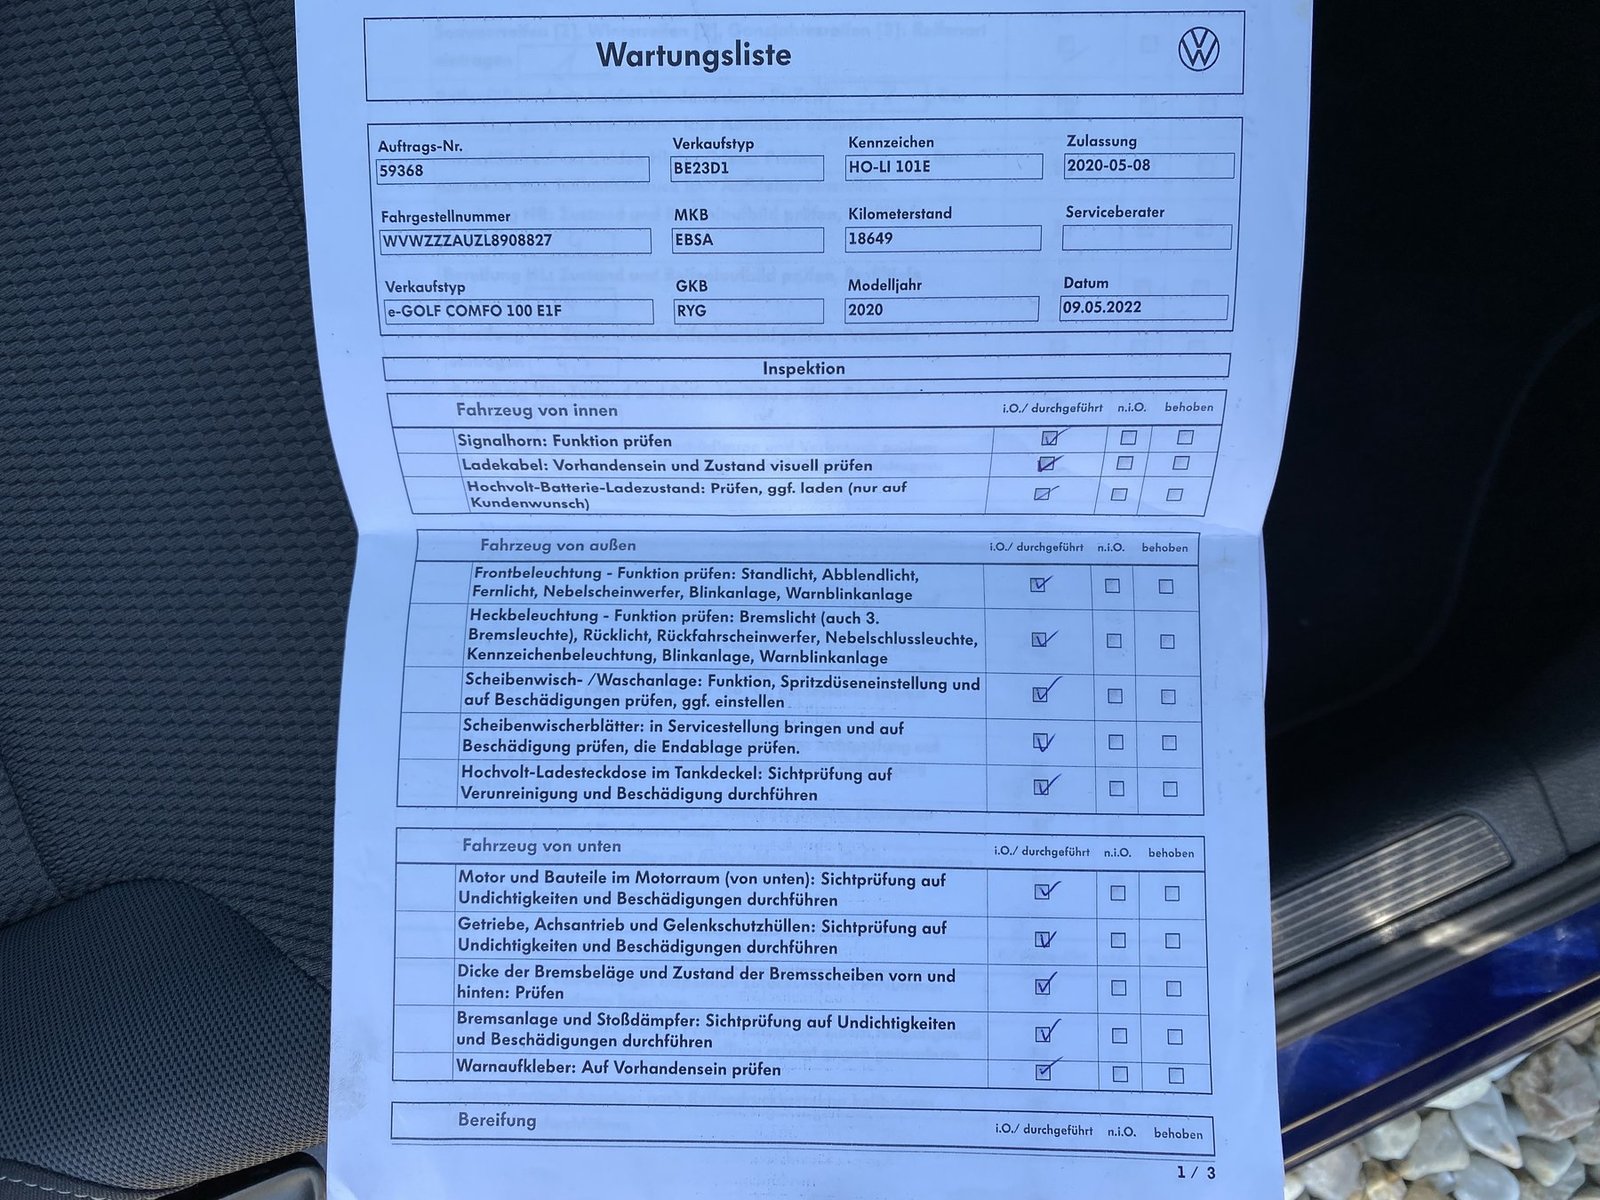 Wartungsliste
Auftrags-Nr. Verkaufstyp Kennzeichen Zulassung
59368 BE23D1 HO-LI 101E 2020-05-08
Fahrgestellnummer MKB Kilometerstand Serviceberater
WVWZZZAUZL8908827 EBSA 18649
Verkaufstyp GKB Modelljahr Datum
e-GOLF COMFO 100 E1F RYG 2020 09.05.2022
Inspektion
Fahrzeug von innen i.O./ durchgeführt n.i.O. behoben
Signalhorn: Funktion prüfen
Ladekabel: Vorhandensein und Zustand visuell prüfen
Hochvolt-Batterie-Ladezustand: Prüfen, ggf. laden (nur auf
Kundenwunsch)
Fahrzeug von außen i.O./ durchgeführt n.i.O. behoben
Frontbeleuchtung - Funktion prüfen: Standlicht, Abblendlicht,
Fernlicht, Nebelscheinwerfer, Blinkanlage, Warnblinkanlage
Heckbeleuchtung - Funktion prüfen: Bremslicht (auch 3.
Bremsleuchte), Rücklicht, Rückfahrscheinwerfer, Nebelschlussleuchte,
Kennzeichenbeleuchtung, Blinkanlage, Warnblinkanlage
Scheibenwisch- /Waschanlage: Funktion, Spritzdüseneinstellung und
auf Beschädigungen prüfen, ggf. einstellen
Scheibenwischerblätter: in Servicestellung bringen und auf
Beschädigung prüfen, die Endablage prüfen.
Hochvolt-Ladesteckdose im Tankdeckel: Sichtprüfung auf
Verunreinigung und Beschädigung durchführen
Fahrzeug von unten i.O./ durchgeführt n.i.O. behoben
Motor und Bauteile im Motorraum (von unten): Sichtprüfung auf
Undichtigkeiten und Beschädigungen durchführen
Getriebe, Achsantrieb und Gelenkschutzhüllen: Sichtprüfung auf
Undichtigkeiten und Beschädigungen durchführen
Dicke der Bremsbeläge und Zustand der Bremsscheiben vorn und
hinten: Prüfen
Bremsanlage und Stoßdämpfer: Sichtprüfung auf Undichtigkeiten
und Beschädigungen durchführen
Warnaufkleber: Auf Vorhandensein prüfen
Bereifung i.O./ durchgeführt n.i.O. behoben
1 / 3